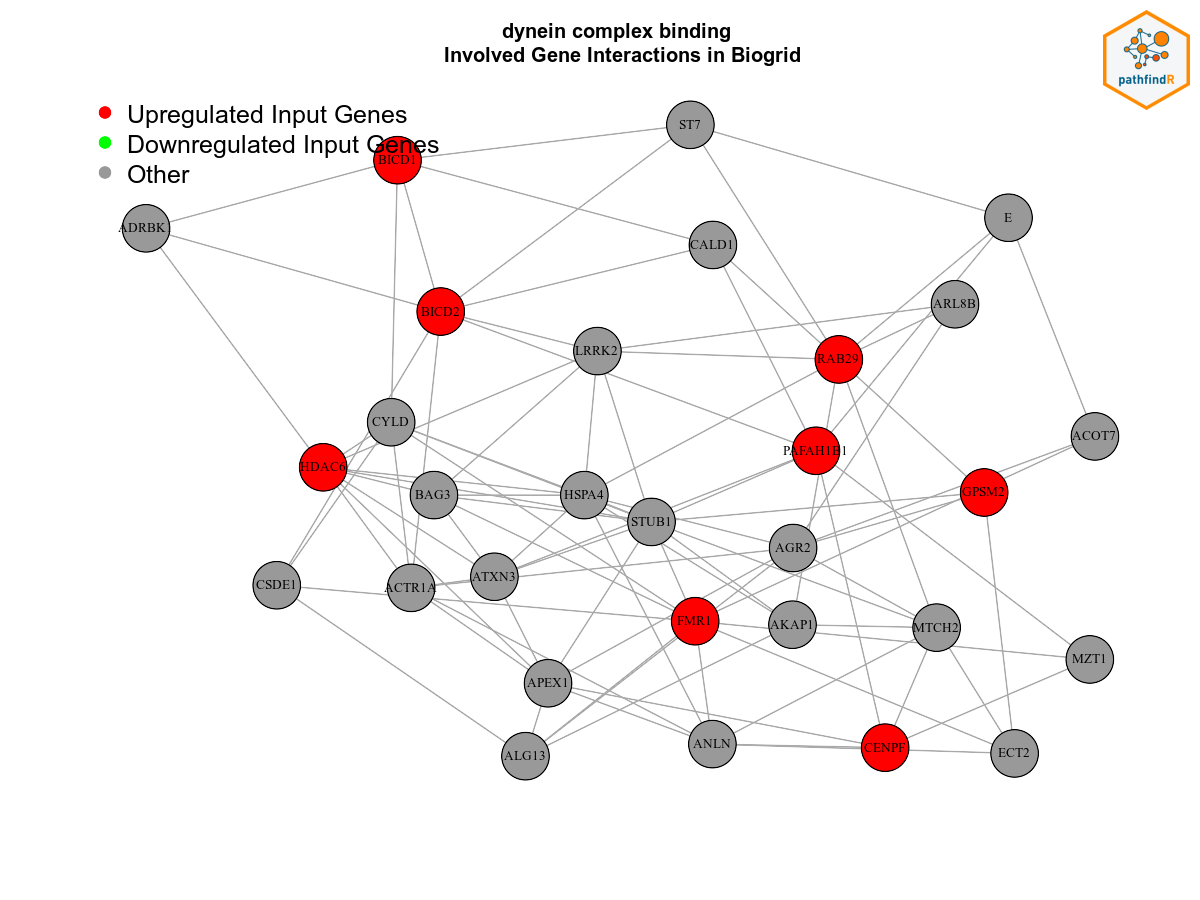 dynein complex binding
Involved Gene Interactions in Biogrid
pathfindR
Upregulated Input Genes
Downregulated Input Genes
Other
ST7
BICD1
E
ADRBK
CALD1
ARL8B
BICD2
LRRK2
RAB29
CYLD
ACOT7
PAFAH1B1
HDAC6
GPSM2
BAG3
HSPA4
STUB1
AGR2
ATXN3
CSDE1
ACTR1A
FMR1
AKAP1
MTCH2
MZT1
APEX1
ANLN
CENPF
ECT2
ALG13